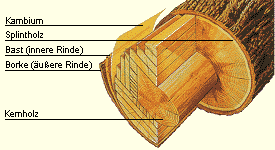 Kambium
Splintholz
Bast (innere Rinde)
Borke (äußere Rinde)
Kernholz